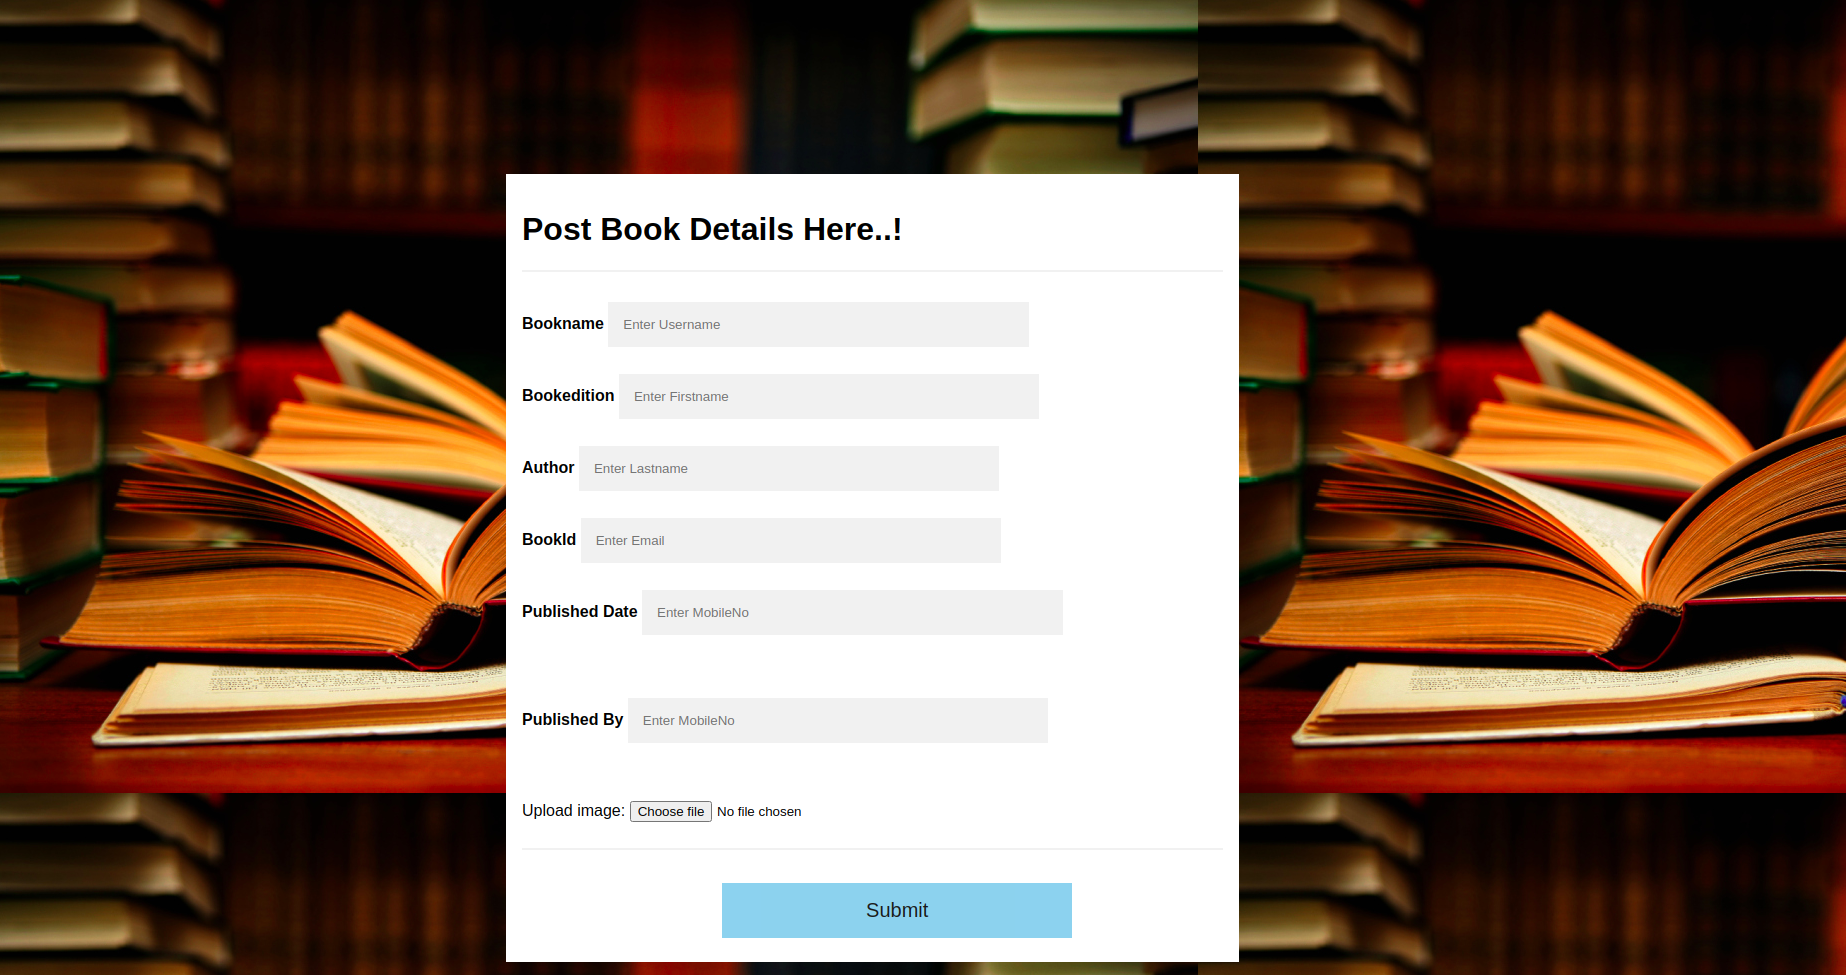 Post Book Details Here..!
Bookname Enter Username
Bookedition Enter Firstname
Author Enter Lastname
BookId Enter Email
Published Date Enter MobileNo
Published By Enter MobileNo
Upload image: Choose file No file chosen
Submit